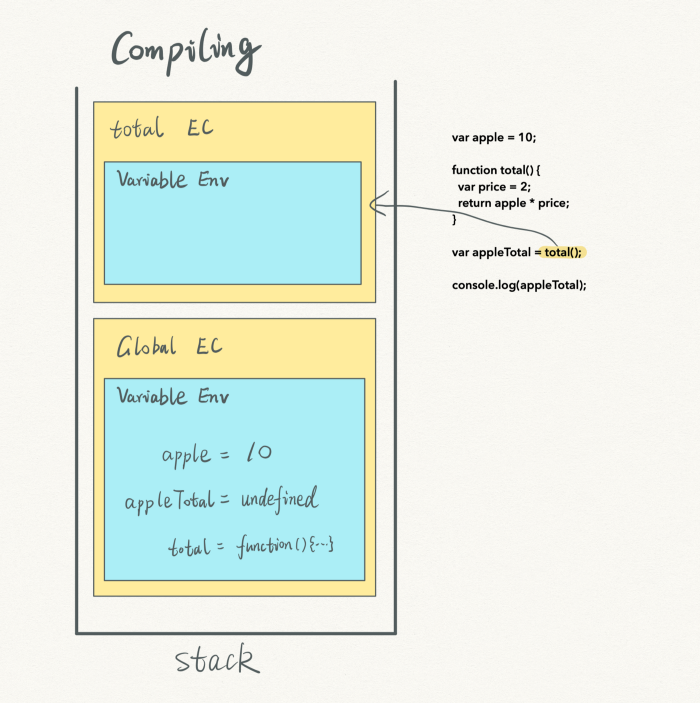 Compiling
total EC
Variable Env
Global EC
Variable Env
apple = 10
appleTotal = undefined
total = function(){---}
stack
var apple = 10;
function total() {
var price = 2;
return apple * price;
}
var appleTotal = total();
console.log(appleTotal);